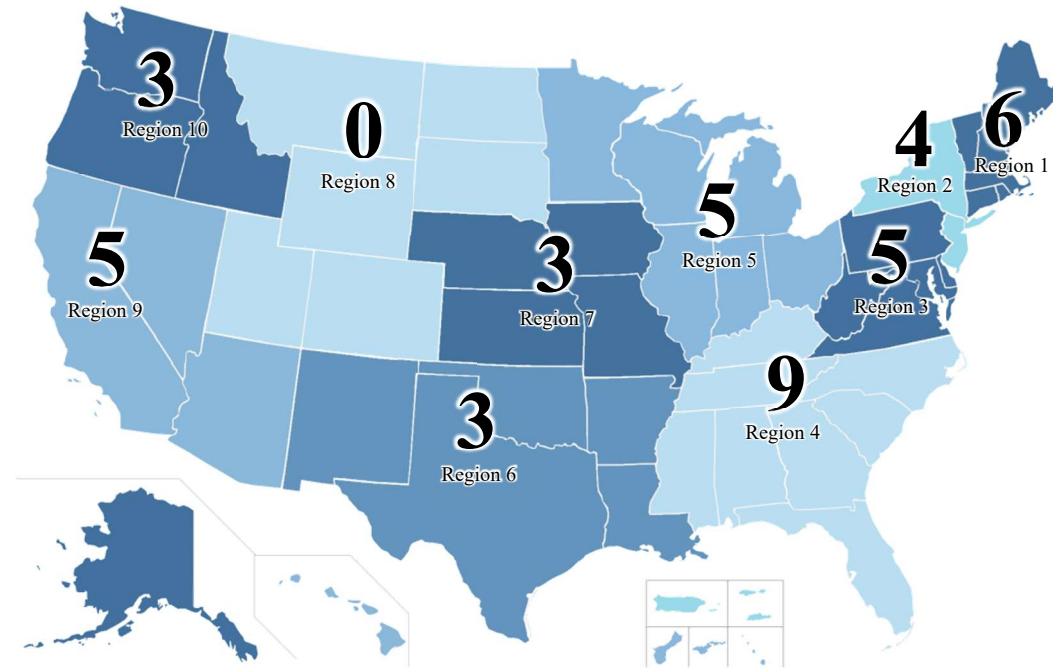 3
Region 10
0
Region 8
4
Region 2
6
Region 1
5
Region 9
3
Region 7
5
Region 5
5
Region 3
3
Region 6
9
Region 4